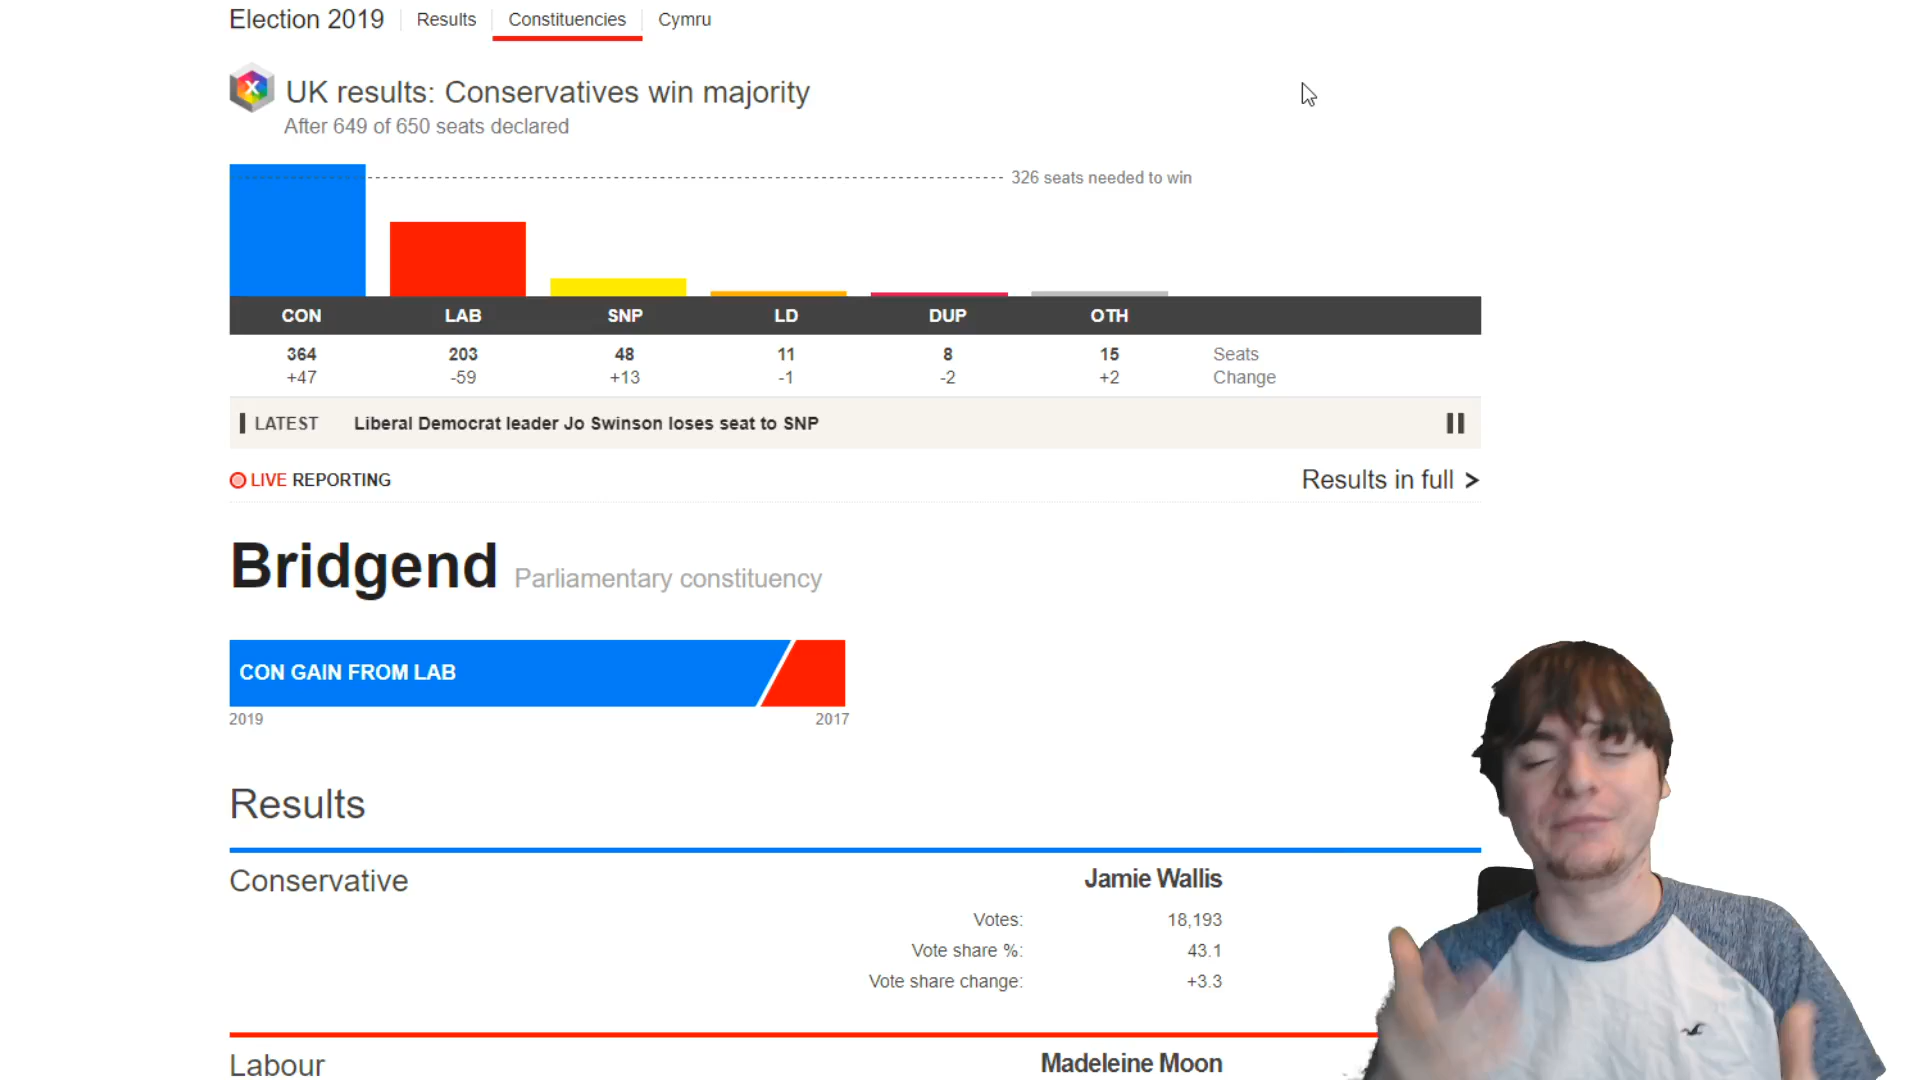 Election 2019 Results Constituencies Cymru
UK results: Conservatives win majority
After 649 of 650 seats declared
326 seats needed to win
CON LAB SNP LD DUP OTH
364 203 48 11 8 15 Seats
+47 -59 +13 -1 -2 +2 Change
LATEST Liberal Democrat leader Jo Swinson loses seat to SNP
LIVE REPORTING Results in full >
Bridgend Parliamentary constituency
CON GAIN FROM LAB
2019 2017
Results
Conservative Jamie Wallis
Votes: 18,193
Vote share %: 43.1
Vote share change: +3.3
Labour Madeleine Moon